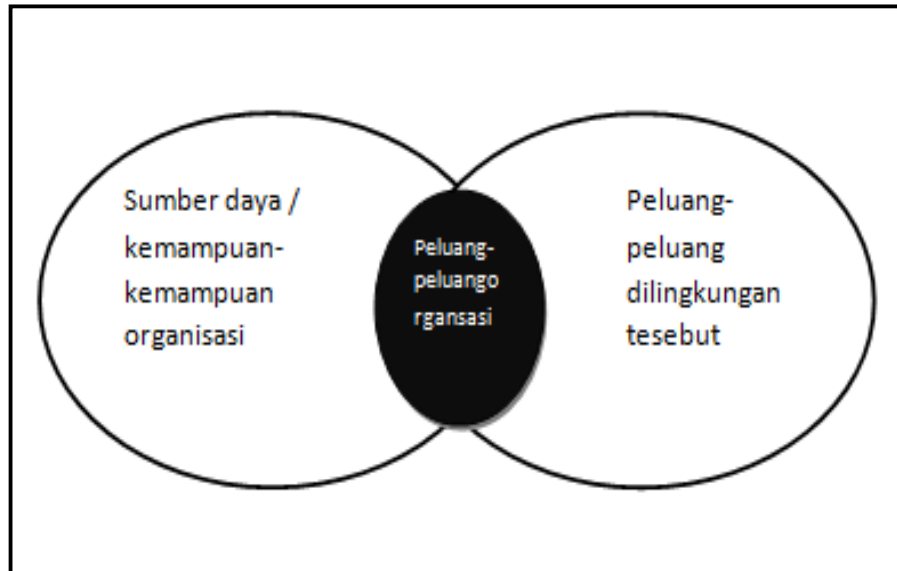 Sumber daya /
kemampuan-
kemampuan
organisasi
Peluang-
peluango
rgansasi
Peluang-
peluang
dilingkungan
tesebut